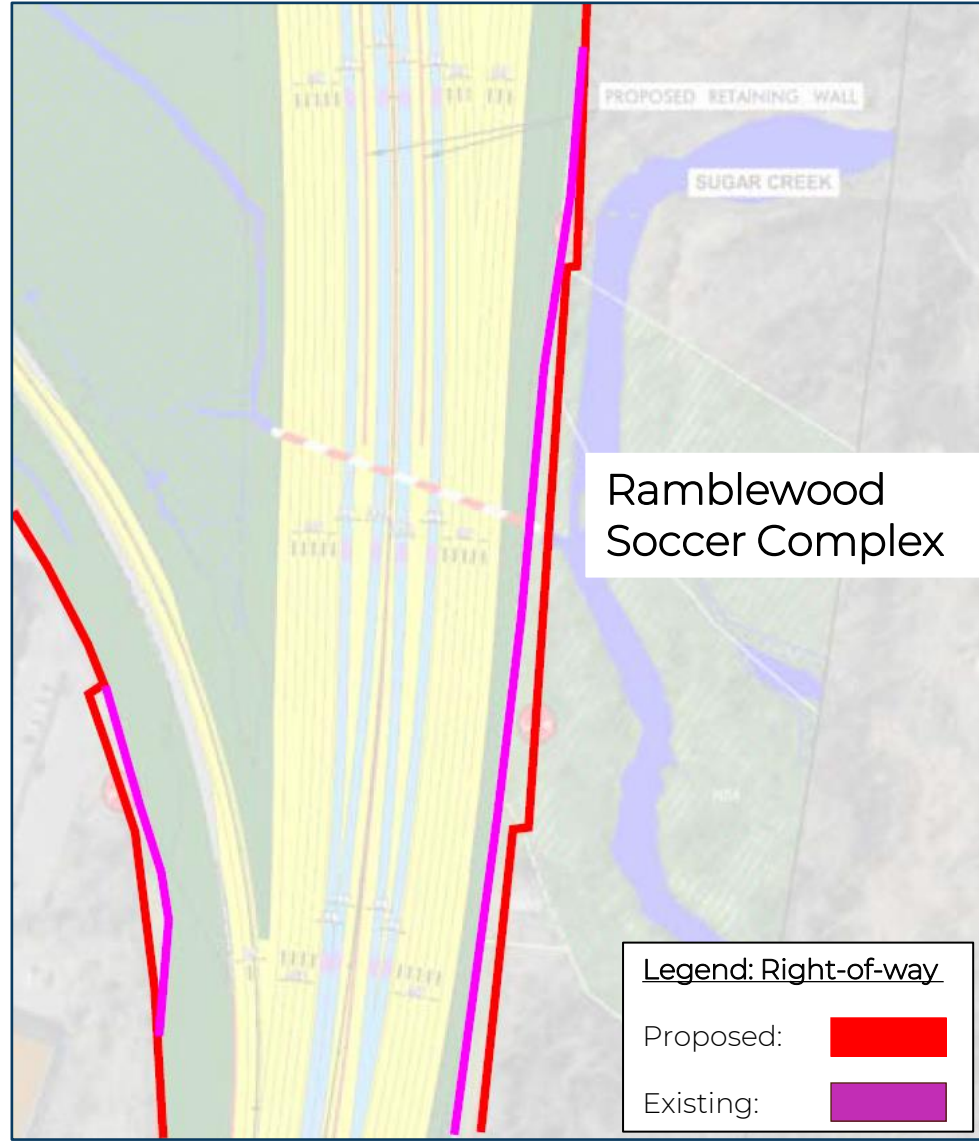 PROPOSED RETAINING WALL
SUGAR CREEK
Ramblewood
Soccer Complex
Legend: Right-of-way
Proposed:
Existing: